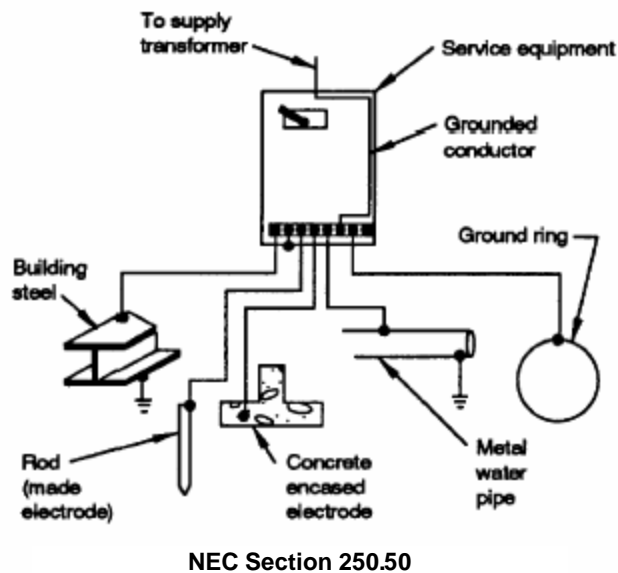 To supply
transformer
Service equipment
Grounded
conductor
Ground ring
Building
steel
Rod
(made
electrode)
Concrete
encased
electrode
Metal
water
pipe
NEC Section 250.50